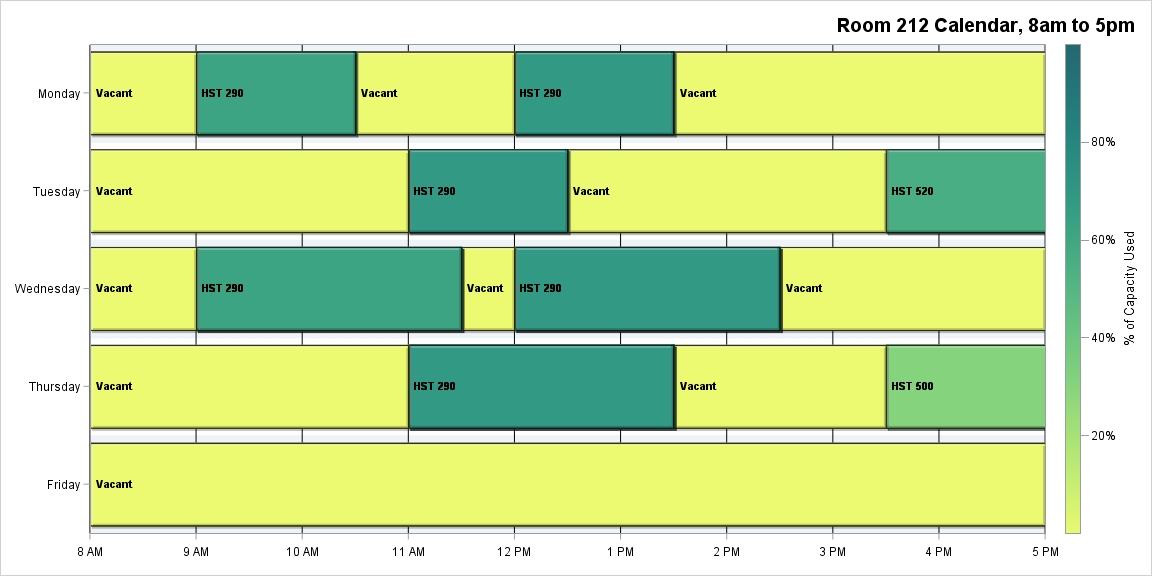 Room 212 Calendar, 8am to 5pm
Monday Vacant HST 290 Vacant HST 290 Vacant
Tuesday Vacant HST 290 Vacant HST 520
Wednesday Vacant HST 290 Vacant HST 290 Vacant
Thursday Vacant HST 290 Vacant HST 500
Friday Vacant
8 AM 9 AM 10 AM 11 AM 12 PM 1 PM 2 PM 3 PM 4 PM 5 PM
80%
60%
40%
20%
% of Capacity Used